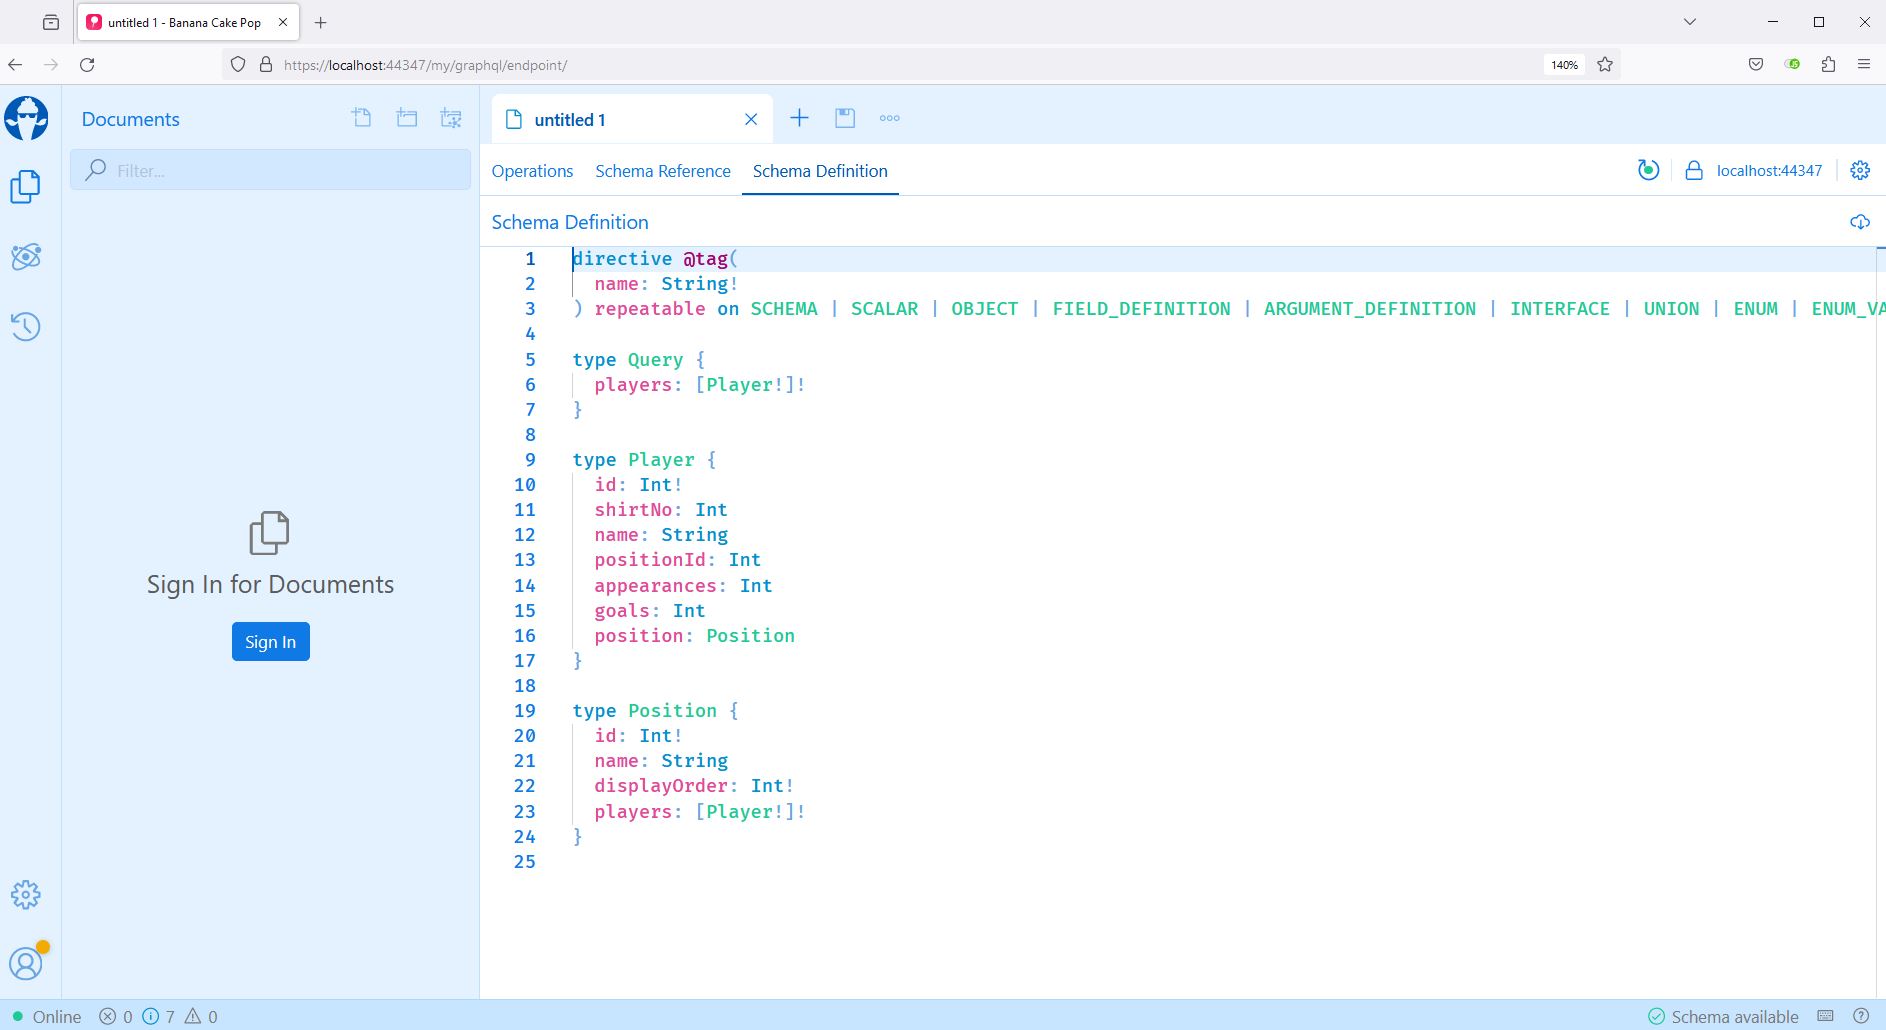 untitled 1 - Banana Cake Pop
https://localhost:44347/my/graphql/endpoint/
140%
Documents
untitled 1
Filter...
Operations
Schema Reference
Schema Definition
localhost:44347
Schema Definition
1 directive @tag(
2 name: String!
3 ) repeatable on SCHEMA | SCALAR | OBJECT | FIELD_DEFINITION | ARGUMENT_DEFINITION | INTERFACE | UNION | ENUM | ENUM_VA
4
5 type Query {
6 players: [Player!]!
7 }
8
9 type Player {
10 id: Int!
11 shirtNo: Int
12 name: String
13 positionId: Int
14 appearances: Int
15 goals: Int
16 position: Position
17 }
18
19 type Position {
20 id: Int!
21 name: String
22 displayOrder: Int!
23 players: [Player!]!
24 }
25
Sign In for Documents
Sign In
Online 0 7 0
Schema available